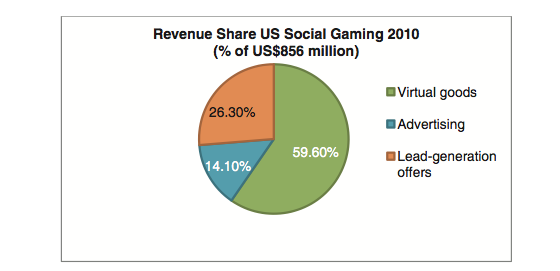 Revenue Share US Social Gaming 2010
(% of US$856 million)
26.30%
59.60%
14.10%
Virtual goods
Advertising
Lead-generation
offers